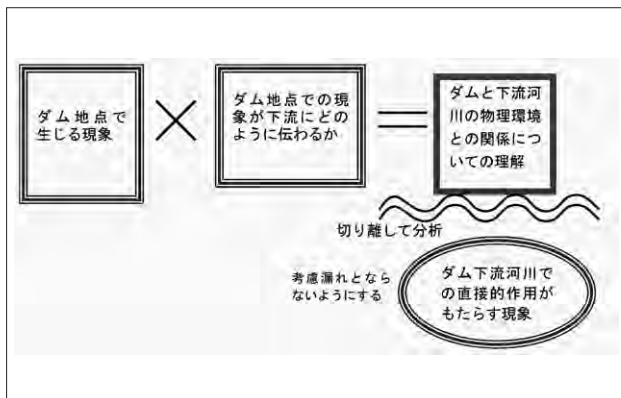 ダム地点で
生じる現象
ダム地点での現
象が下流にどの
ように伝わるか
ダムと下流河
川の物理環境
との関係につ
いての理解
切り離して分析
考慮漏れとなら
ないようにする
ダム下流河川で
の直接的作用が
もたらす現象